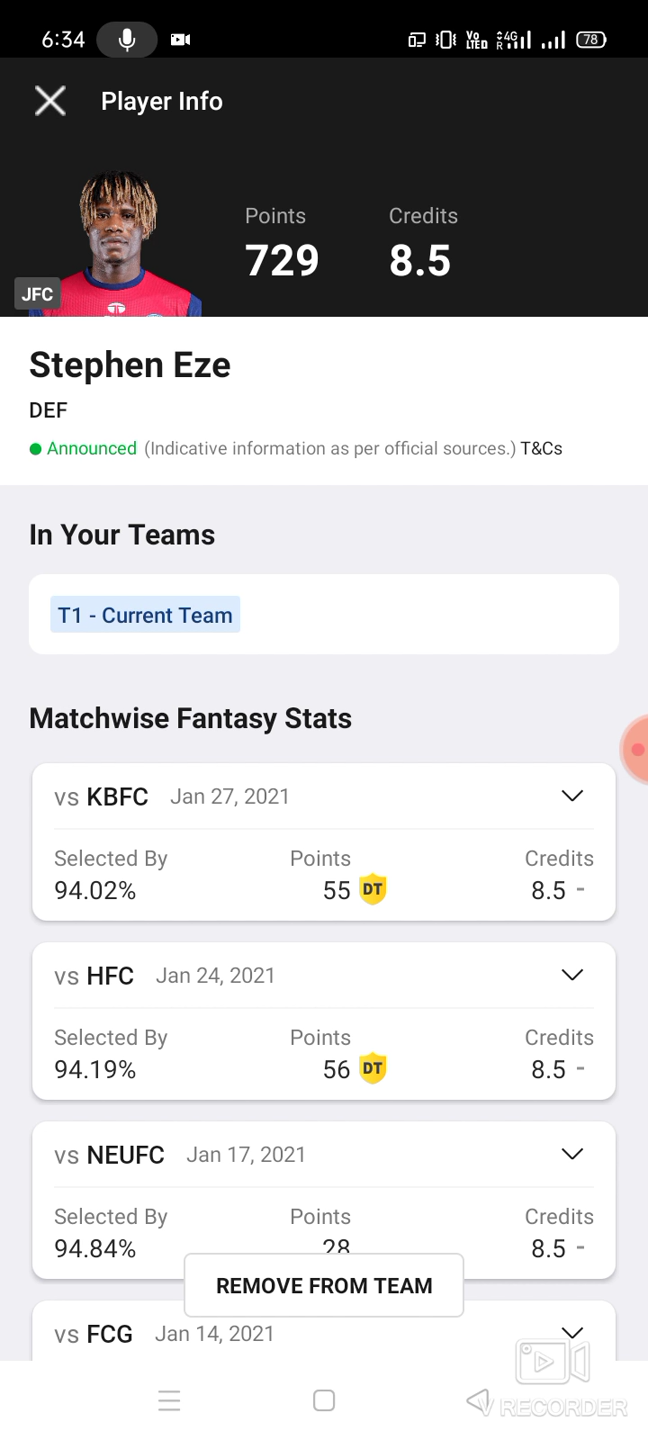 6:34 Vo LTED 4G R 78
Player Info
Points Credits
729 8.5
JFC
Stephen Eze
DEF
Announced (Indicative information as per official sources.) T&Cs
In Your Teams
T1 - Current Team
Matchwise Fantasy Stats
vs KBFC Jan 27, 2021
Selected By Points Credits
94.02% 55 DT 8.5 -
vs HFC Jan 24, 2021
Selected By Points Credits
94.19% 56 DT 8.5 -
vs NEUFC Jan 17, 2021
Selected By Points Credits
94.84% 28 8.5 -
REMOVE FROM TEAM
vs FCG Jan 14, 2021
V RECORDER